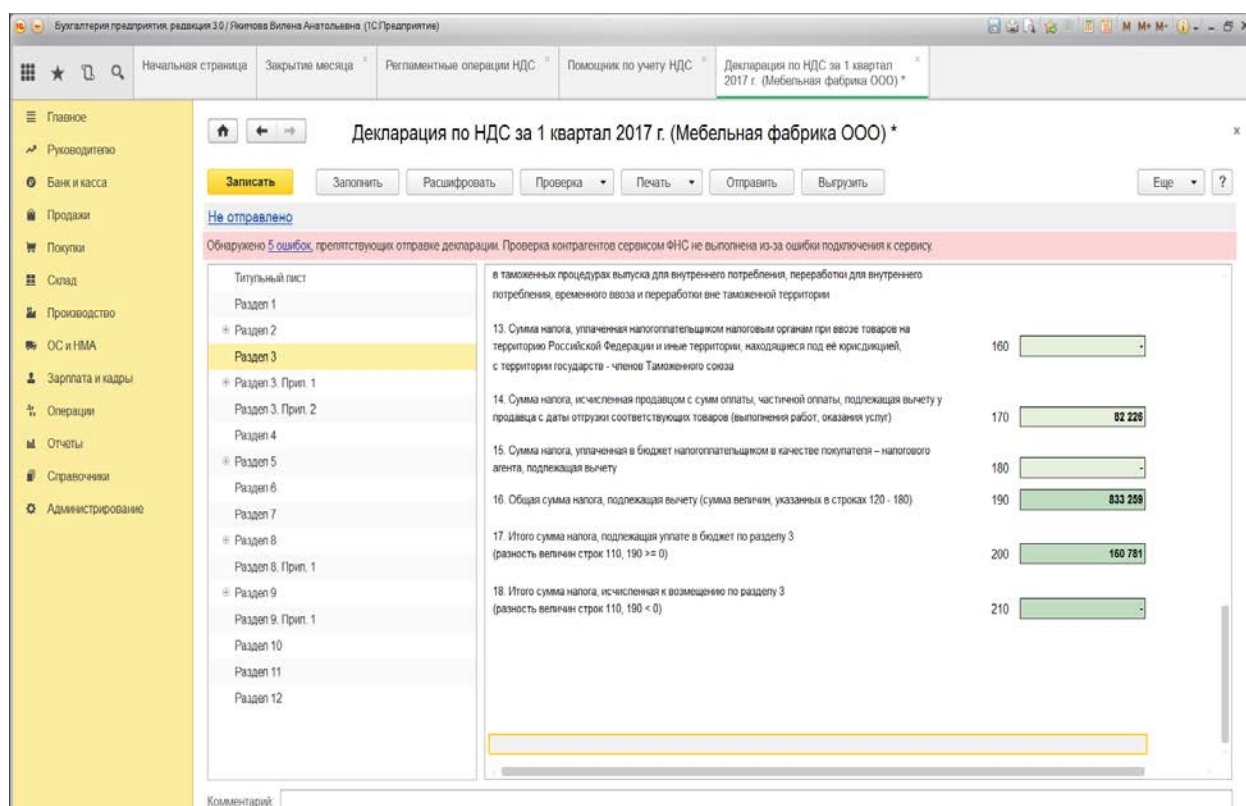 Бухгалтерия предприятия, редакция 3.0 / Якимова Вилена Анатольевна (1С:Предприятие)
M M+ M-
Начальная страница
Закрытие месяца
Регламентные операции НДС
Помощник по учету НДС
Декларация по НДС за 1 квартал
2017 г. (Мебельная фабрика ООО) *
Главное
Руководителю
Банк и касса
Продажи
Покупки
Склад
Производство
ОС и НМА
Зарплата и кадры
Операции
Отчеты
Справочники
Администрирование
Декларация по НДС за 1 квартал 2017 г. (Мебельная фабрика ООО) *
Записать
Заполнить
Расшифровать
Проверка
Печать
Отправить
Выгрузить
Еще
?
Не отправлено
Обнаружено 5 ошибок, препятствующих отправке декларации. Проверка контрагентов сервисом ФНС не выполнена из-за ошибки подключения к сервису.
Титульный лист
Раздел 1
Раздел 2
Раздел 3
Раздел 3. Прил. 1
Раздел 3. Прил. 2
Раздел 4
Раздел 5
Раздел 6
Раздел 7
Раздел 8
Раздел 8. Прил. 1
Раздел 9
Раздел 9. Прил. 1
Раздел 10
Раздел 11
Раздел 12
в таможенных процедурах выпуска для внутреннего потребления, переработки для внутреннего
потребления, временного ввоза и переработки вне таможенной территории
13. Сумма налога, уплаченная налогоплательщиком налоговым органам при ввозе товаров на
территорию Российской Федерации и иные территории, находящиеся под её юрисдикцией,
с территории государств - членов Таможенного союза
160 -
14. Сумма налога, исчисленная продавцом с сумм оплаты, частичной оплаты, подлежащая вычету у
продавца с даты отгрузки соответствующих товаров (выполнения работ, оказания услуг)
170 82 226
15. Сумма налога, уплаченная в бюджет налогоплательщиком в качестве покупателя – налогового
агента, подлежащая вычету
180 -
16. Общая сумма налога, подлежащая вычету (сумма величин, указанных в строках 120 - 180)
190 833 259
17. Итого сумма налога, подлежащая уплате в бюджет по разделу 3
(разность величин строк 110, 190 >= 0)
200 160 781
18. Итого сумма налога, исчисленная к возмещению по разделу 3
(разность величин строк 110, 190 < 0)
210 -
Комментарий: